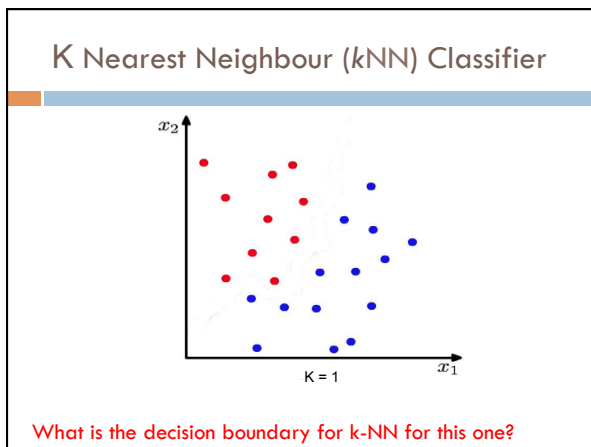 K Nearest Neighbour (kNN) Classifier
x₂
x₁
K = 1
What is the decision boundary for k-NN for this one?